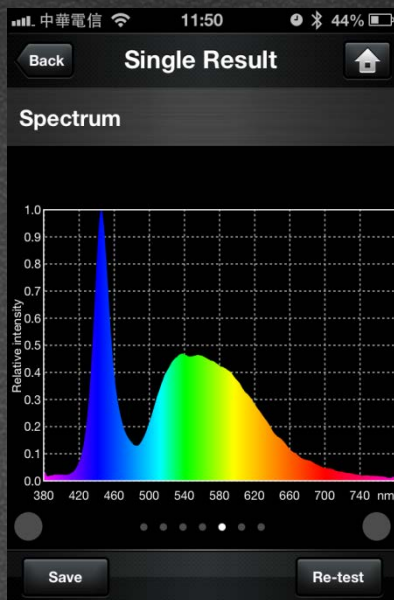 中華電信 11:50 44%
Back Single Result
Spectrum
1.0
0.9
0.8
0.7
0.6
0.5
0.4
0.3
0.2
0.1
0.0
Relative intensity
380 420 460 500 540 580 620 660 700 740 nm
Save Re-test